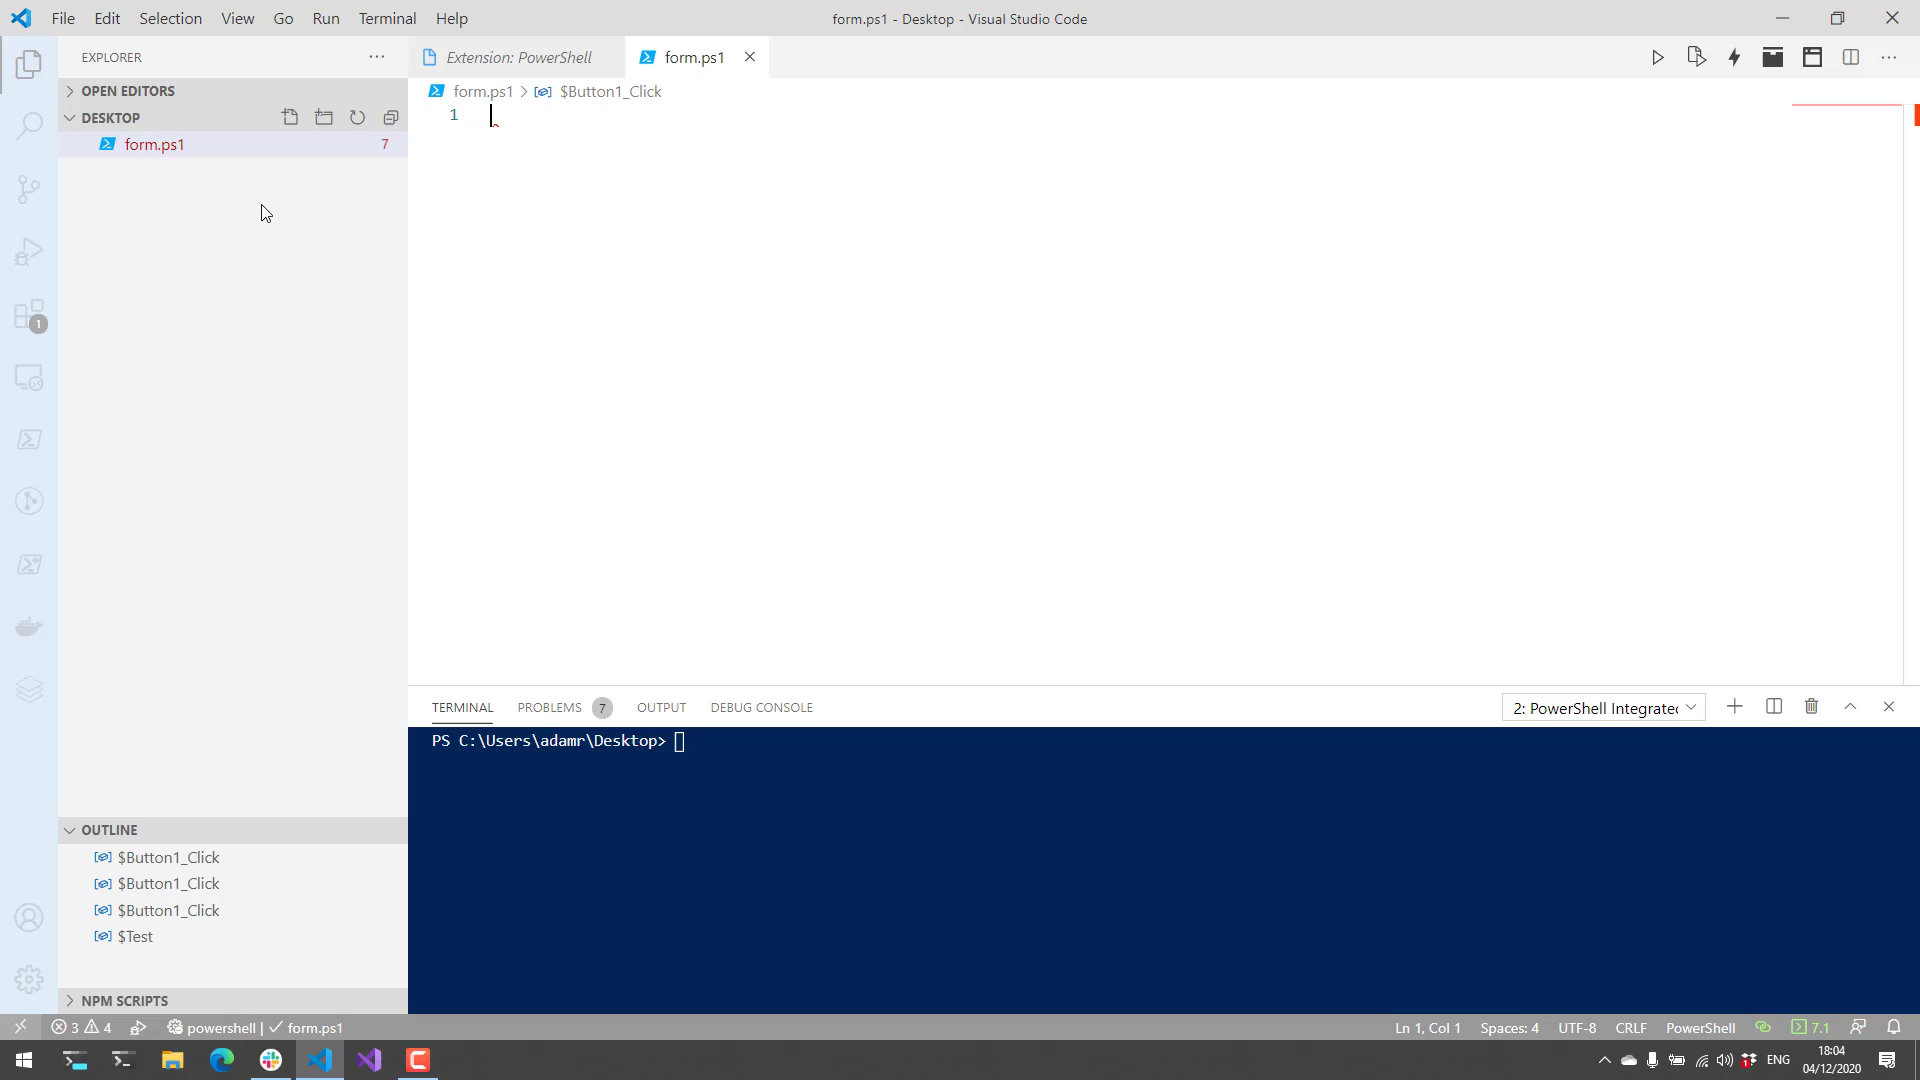 File Edit Selection View Go Run Terminal Help
form.ps1 - Desktop - Visual Studio Code
EXPLORER
Extension: PowerShell
form.ps1
OPEN EDITORS
form.ps1 > $Button1_Click
DESKTOP
1
form.ps1 7
1
TERMINAL PROBLEMS 7 OUTPUT DEBUG CONSOLE
2: PowerShell Integrated
PS C:\Users\adamr\Desktop>
OUTLINE
$Button1_Click
$Button1_Click
$Button1_Click
$Test
NPM SCRIPTS
3 4 powershell | ✓ form.ps1
Ln 1, Col 1 Spaces: 4 UTF-8 CRLF PowerShell 7.1
ENG
18:04
04/12/2020